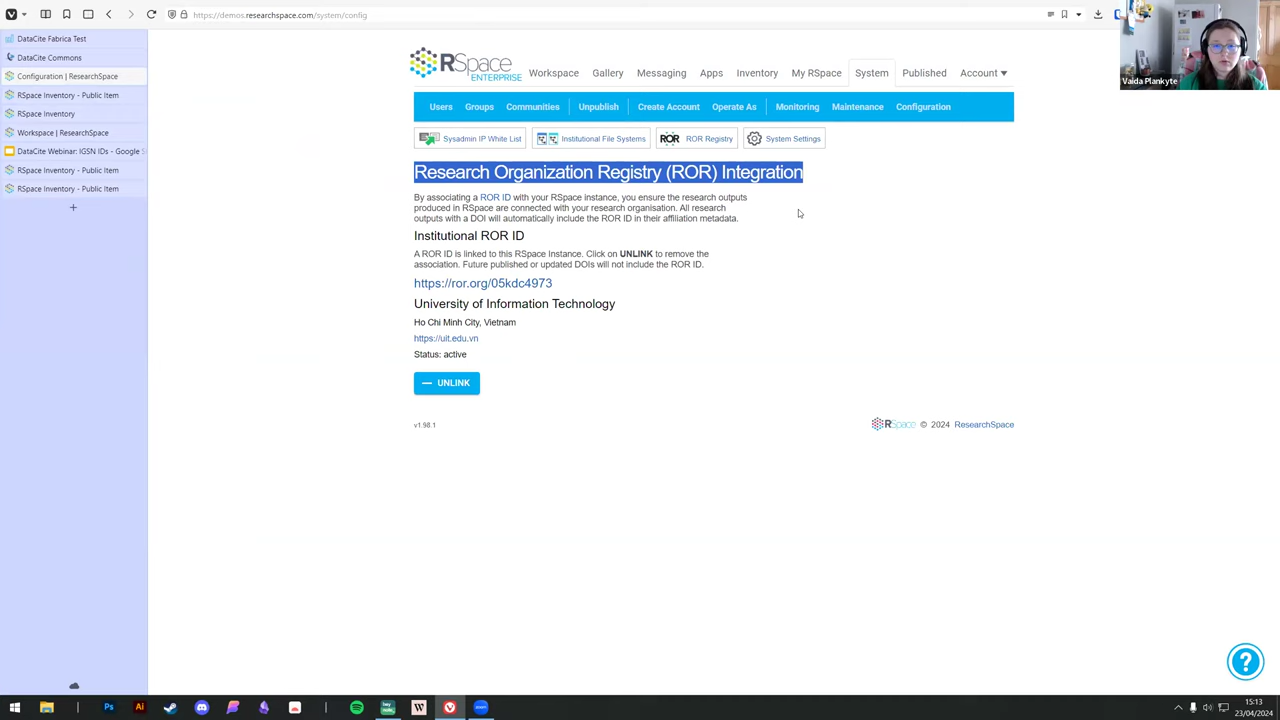 https://demos.researchspace.com/system/config
DataCite Fabrica Test
DataCite Commons
Configuration | ResearchSpace
RSpace Inventory - Public Item
RSpace Inventory
Workspace | ResearchSpace
DataCite Webinar: IGSN IDs - Google S
RSpace Inventory - Public Item
RSpace Inventory - Public Item
RSpace
ENTERPRISE
Workspace Gallery Messaging Apps Inventory My RSpace System Published Account
Users Groups Communities Unpublish Create Account Operate As Monitoring Maintenance Configuration
Sysadmin IP White List Institutional File Systems ROR ROR Registry System Settings
Research Organization Registry (ROR) Integration
By associating a ROR ID with your RSpace instance, you ensure the research outputs
produced in RSpace are connected with your research organisation. All research
outputs with a DOI will automatically include the ROR ID in their affiliation metadata.
Institutional ROR ID
A ROR ID is linked to this RSpace Instance. Click on UNLINK to remove the
association. Future published or updated DOIs will not include the ROR ID.
https://ror.org/05kdc4973
University of Information Technology
Ho Chi Minh City, Vietnam
https://uit.edu.vn
Status: active
UNLINK
v1.98.1
RSpace © 2024 ResearchSpace
Vaida Plankyte
?
Ps Ai hey note W zoom
15:13
23/04/2024